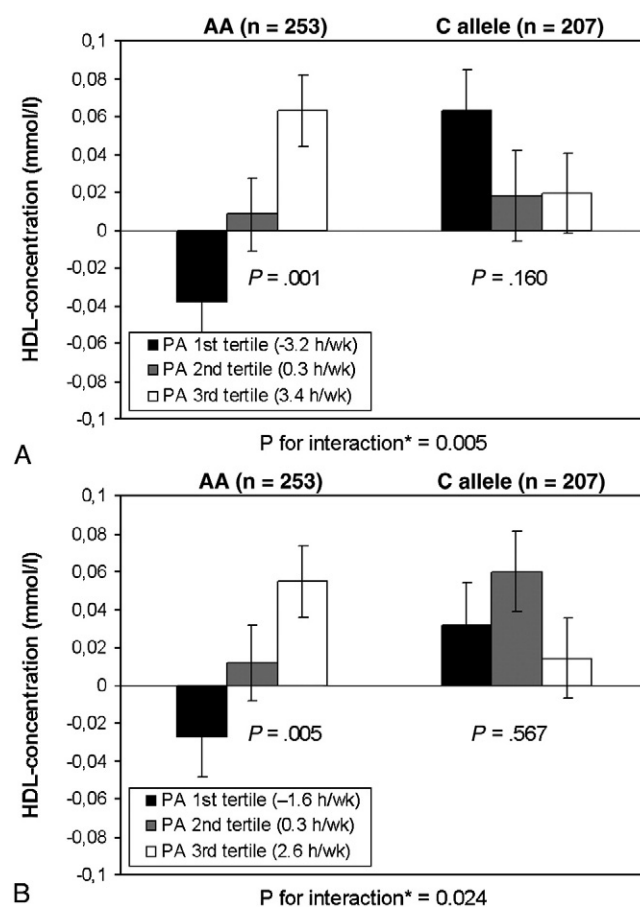 AA (n = 253) C allele (n = 207)
HDL-concentration (mmol/l)
0,1
0,08
0,06
0,04
0,02
0
-0,02
-0,04
-0,06
-0,08
-0,1
P = .001 P = .160
PA 1st tertile (-3.2 h/wk)
PA 2nd tertile (0.3 h/wk)
PA 3rd tertile (3.4 h/wk)
P for interaction* = 0.005
A
AA (n = 253) C allele (n = 207)
HDL-concentration (mmol/l)
0,1
0,08
0,06
0,04
0,02
0
-0,02
-0,04
-0,06
-0,08
-0,1
P = .005 P = .567
PA 1st tertile (–1.6 h/wk)
PA 2nd tertile (0.3 h/wk)
PA 3rd tertile (2.6 h/wk)
P for interaction* = 0.024
B